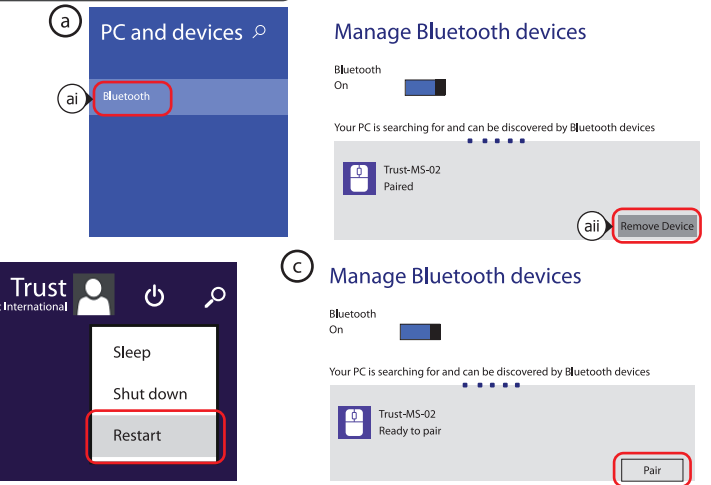 a
PC and devices
ai
Bluetooth
Manage Bluetooth devices
Bluetooth
On
Your PC is searching for and can be discovered by Bluetooth devices
Trust-MS-02
Paired
aii
Remove Device
Trust
International
Sleep
Shut down
Restart
c
Manage Bluetooth devices
Bluetooth
On
Your PC is searching for and can be discovered by Bluetooth devices
Trust-MS-02
Ready to pair
Pair